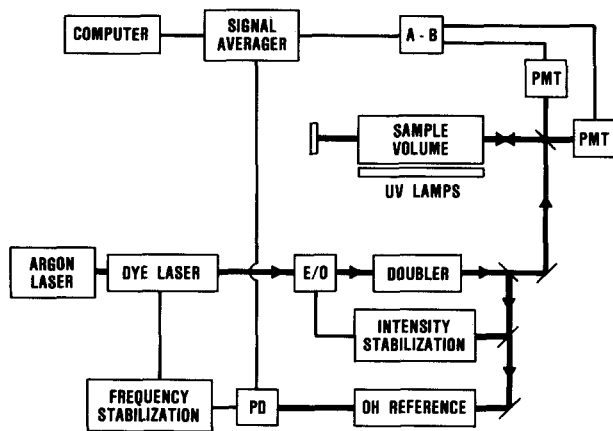 COMPUTER
SIGNAL
AVERAGER
A - B
PMT
PMT
SAMPLE
VOLUME
UV LAMPS
ARGON
LASER
DYE LASER
E/O
DOUBLER
INTENSITY
STABILIZATION
FREQUENCY
STABILIZATION
PD
OH REFERENCE